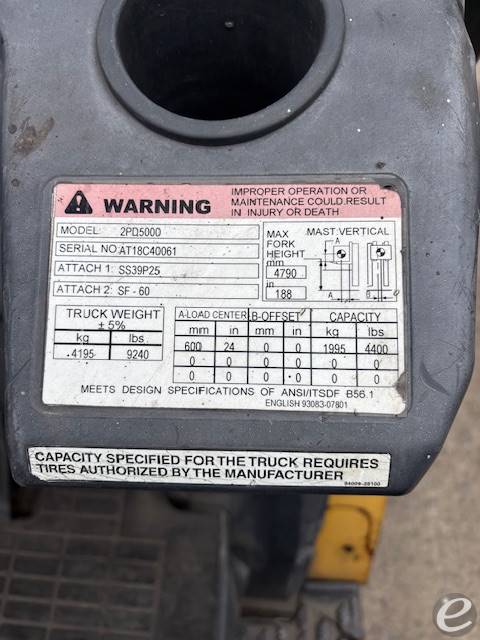 WARNING
IMPROPER OPERATION OR
MAINTENANCE COULD RESULT
IN INJURY OR DEATH
MODEL: 2PD5000
SERIAL NO: AT18C40061
ATTACH 1: SS39P25
ATTACH 2: SF - 60
MAX FORK HEIGHT
mm
4790
in
188
MAST VERTICAL
A
A B
TRUCK WEIGHT
± 5%
kg lbs
4195 9240
A-LOAD CENTER B-OFFSET CAPACITY
mm in mm in kg lbs
600 24 0 0 1995 4400
0 0 0 0 0 0
0 0 0 0 0 0
MEETS DESIGN SPECIFICATIONS OF ANSI/ITSDF B56.1
ENGLISH 93083-07801
CAPACITY SPECIFIED FOR THE TRUCK REQUIRES
TIRES AUTHORIZED BY THE MANUFACTURER
e